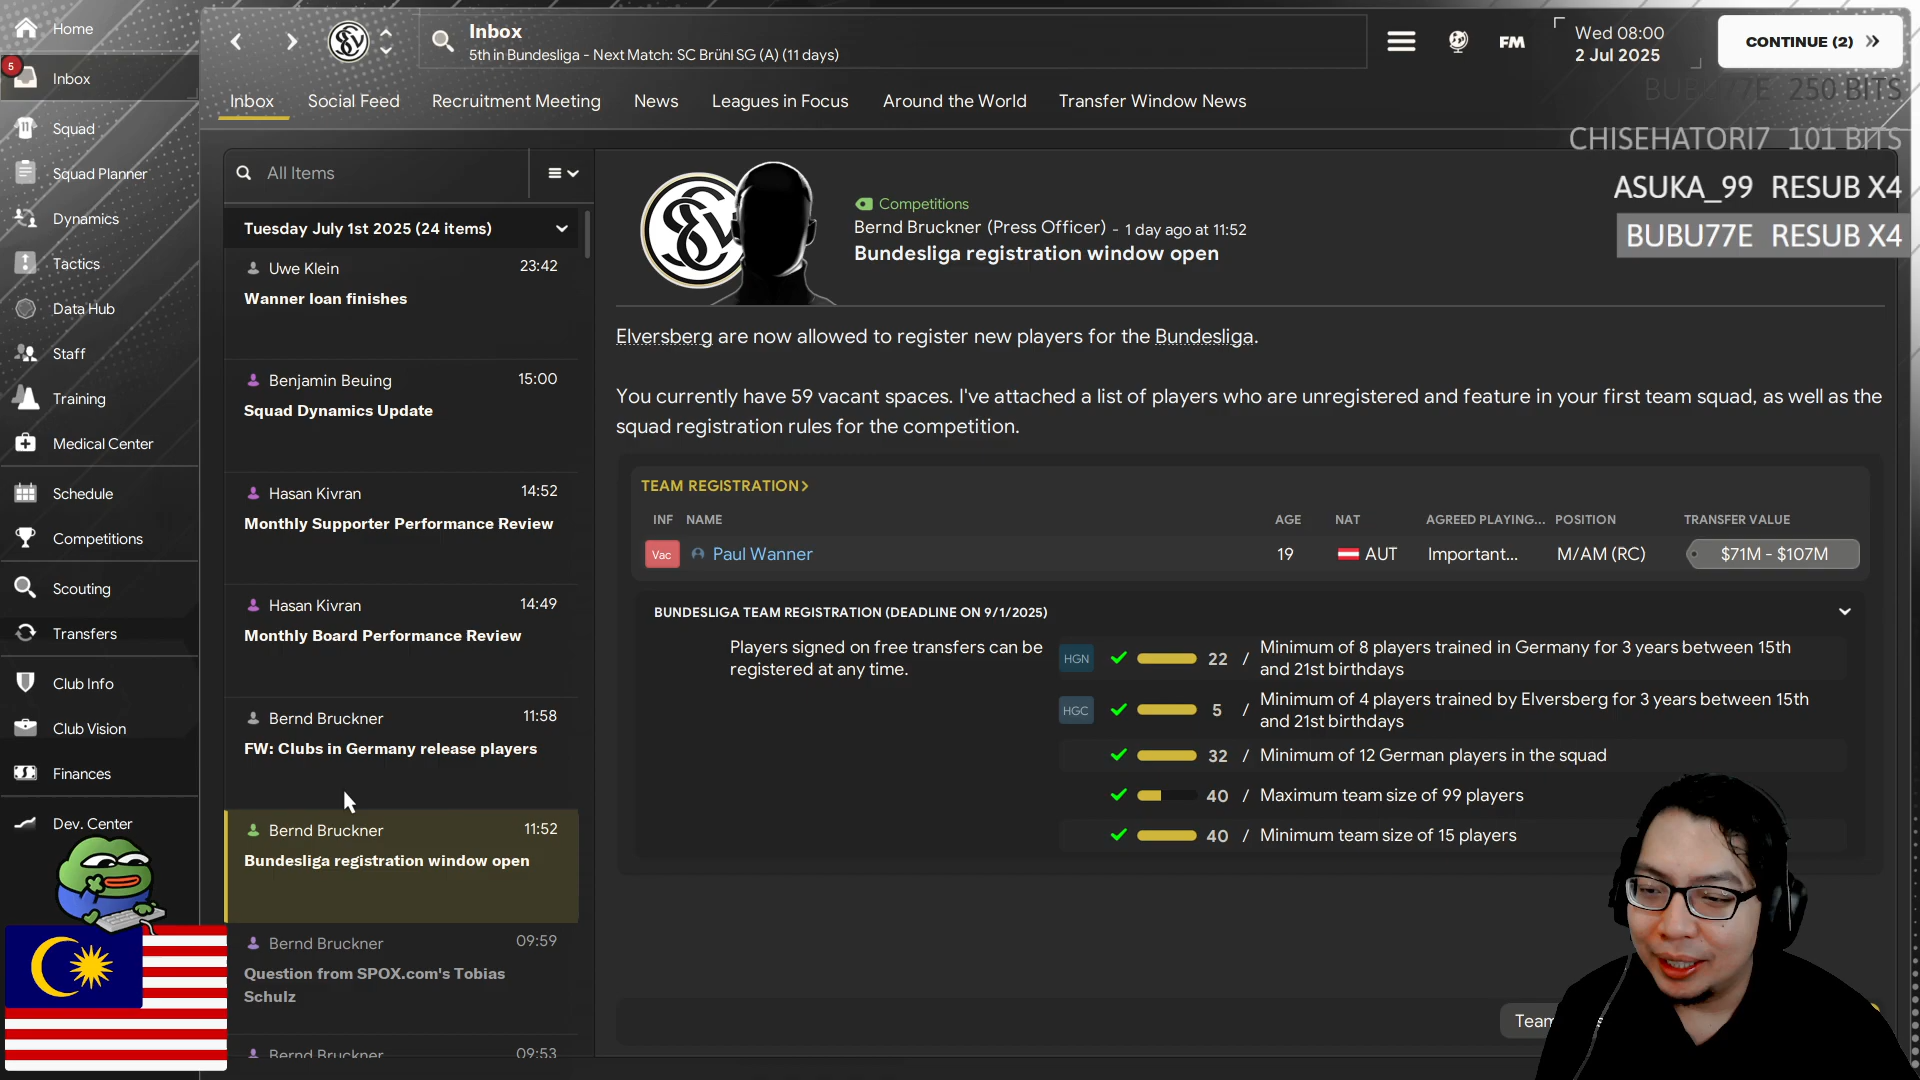 Home
5
Inbox
Squad
Squad Planner
Dynamics
Tactics
Data Hub
Staff
Training
Medical Center
Schedule
Competitions
Scouting
Transfers
Club Info
Club Vision
Finances
Dev. Center
Inbox
5th in Bundesliga - Next Match: SC Brühl SG (A) (11 days)
FM
Wed 08:00
2 Jul 2025
CONTINUE (2)
BUBU77E 250 BITS
CHISEHATORI7 101 BITS
ASUKA_99 RESUB X4
BUBU77E RESUB X4
Inbox
Social Feed
Recruitment Meeting
News
Leagues in Focus
Around the World
Transfer Window News
All Items
Tuesday July 1st 2025 (24 items)
Uwe Klein 23:42
Wanner loan finishes
Benjamin Beuing 15:00
Squad Dynamics Update
Hasan Kivran 14:52
Monthly Supporter Performance Review
Hasan Kivran 14:49
Monthly Board Performance Review
Bernd Bruckner 11:58
FW: Clubs in Germany release players
Bernd Bruckner 11:52
Bundesliga registration window open
Bernd Bruckner 09:59
Question from SPOX.com's Tobias
Schulz
Bernd Bruckner 09:53
Competitions
Bernd Bruckner (Press Officer) - 1 day ago at 11:52
Bundesliga registration window open
Elversberg are now allowed to register new players for the Bundesliga.
You currently have 59 vacant spaces. I've attached a list of players who are unregistered and feature in your first team squad, as well as the
squad registration rules for the competition.
TEAM REGISTRATION>
INF NAME AGE NAT AGREED PLAYING... POSITION TRANSFER VALUE
Vac Paul Wanner 19 AUT Important... M/AM (RC) $71M - $107M
BUNDESLIGA TEAM REGISTRATION (DEADLINE ON 9/1/2025)
Players signed on free transfers can be
registered at any time.
HGN 22 / Minimum of 8 players trained in Germany for 3 years between 15th
and 21st birthdays
HGC 5 / Minimum of 4 players trained by Elversberg for 3 years between 15th
and 21st birthdays
32 / Minimum of 12 German players in the squad
40 / Maximum team size of 99 players
40 / Minimum team size of 15 players
Team